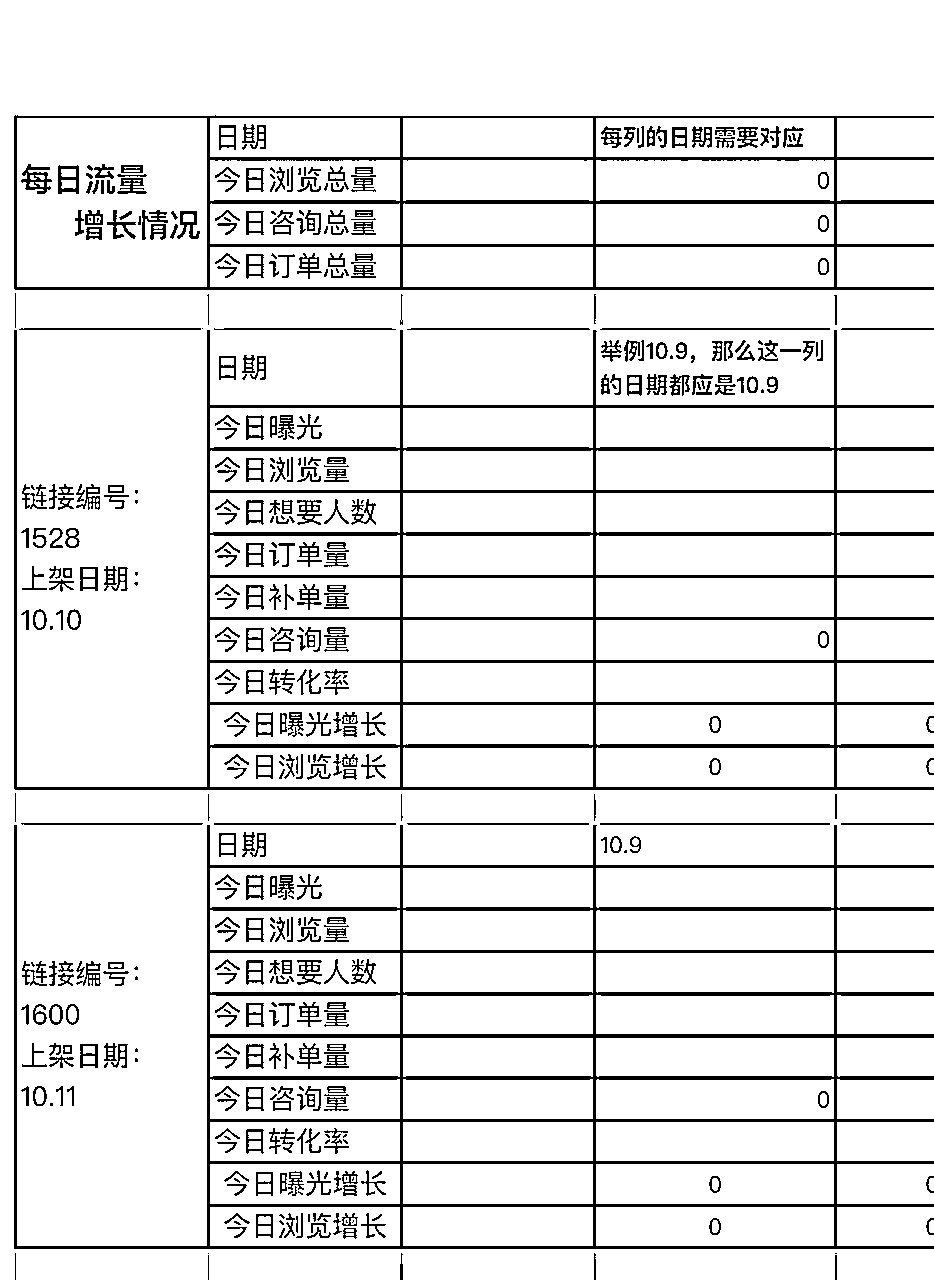 日期 每列的日期需要对应
每日流量
增长情况
今日浏览总量 0
今日咨询总量 0
今日订单总量 0
日期
举例10.9，那么这一列
的日期都应是10.9
链接编号：
1528
上架日期：
10.10
今日曝光
今日浏览量
今日想要人数
今日订单量
今日补单量
今日咨询量 0
今日转化率
今日曝光增长 0 0
今日浏览增长 0 0
链接编号：
1600
上架日期：
10.11
日期 10.9
今日曝光
今日浏览量
今日想要人数
今日订单量
今日补单量
今日咨询量 0
今日转化率
今日曝光增长 0 0
今日浏览增长 0 0